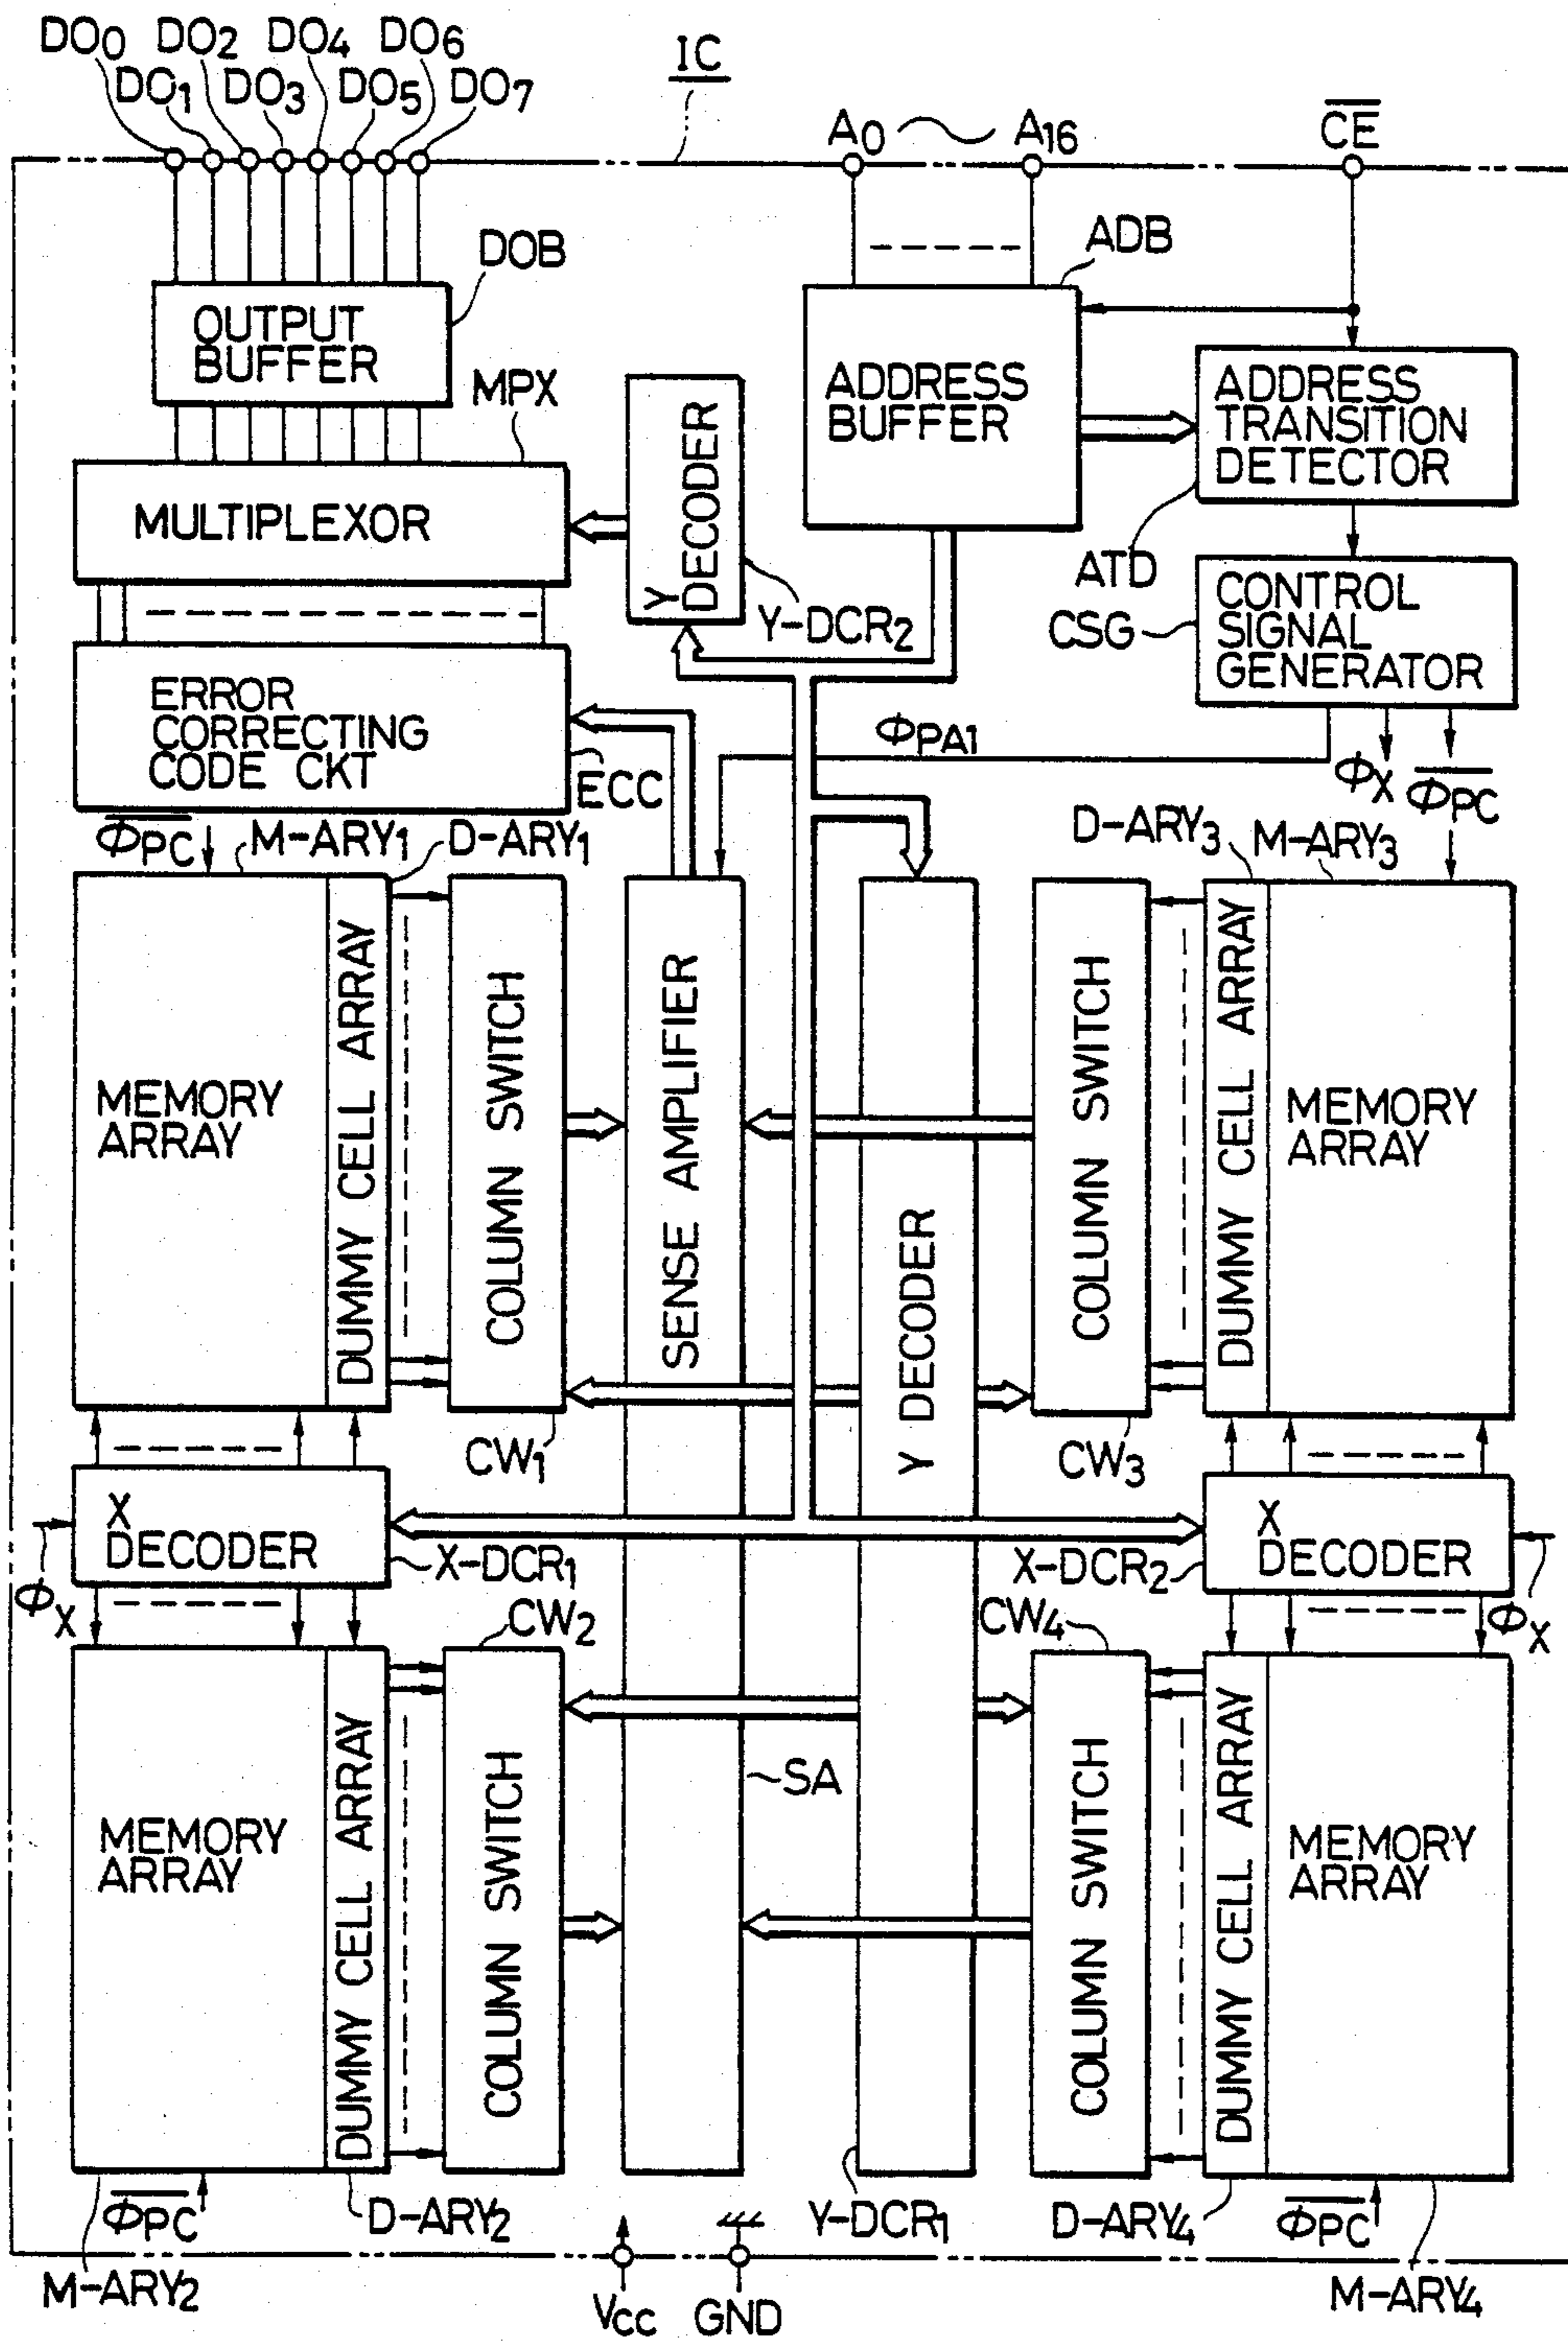 DO0 DO2 DO4 DO6
DO1 DO3 DO5 DO7
IC
A0 ~ A16
CE
DOB
ADB
OUTPUT
BUFFER
MPX
ADDRESS
BUFFER
ADDRESS
TRANSITION
DETECTOR
Y
DECODER
MULTIPLEXOR
ATD
Y-DCR2
CSG
CONTROL
SIGNAL
GENERATOR
ERROR
CORRECTING
CODE CKT
ECC
ΦPA1
ΦX
ΦPC
ΦPC
M-ARY1
D-ARY1
D-ARY3
M-ARY3
MEMORY
ARRAY
DUMMY CELL ARRAY
COLUMN SWITCH
SENSE AMPLIFIER
Y DECODER
COLUMN SWITCH
DUMMY CELL ARRAY
MEMORY
ARRAY
CW1
CW3
X
DECODER
X
DECODER
X-DCR1
X-DCR2
ΦX
ΦX
CW2
CW4
MEMORY
ARRAY
DUMMY CELL ARRAY
COLUMN SWITCH
SA
COLUMN SWITCH
DUMMY CELL ARRAY
MEMORY
ARRAY
ΦPC
D-ARY2
Y-DCR1
D-ARY4
ΦPC
M-ARY2
Vcc
GND
M-ARY4